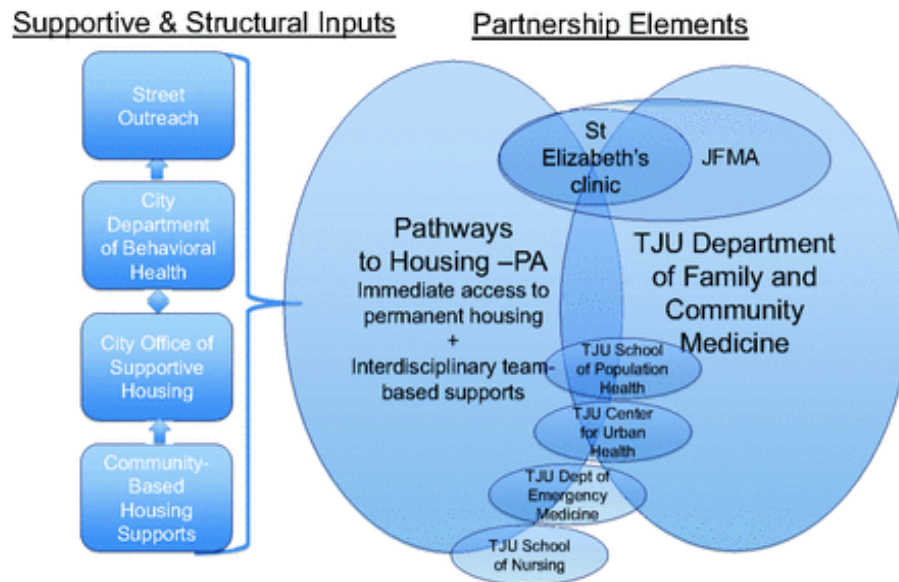 Supportive & Structural Inputs
Street
Outreach
City
Department
of Behavioral
Health
City Office of
Supportive
Housing
Community-
Based
Housing
Supports
Partnership Elements
St
Elizabeth's
clinic
JFMA
Pathways
to Housing –PA
Immediate access to
permanent housing
+
Interdisciplinary team-
based supports
TJU Department
of Family and
Community
Medicine
TJU School
of Population
Health
TJU Center
for Urban
Health
TJU Dept of
Emergency
Medicine
TJU School
of Nursing